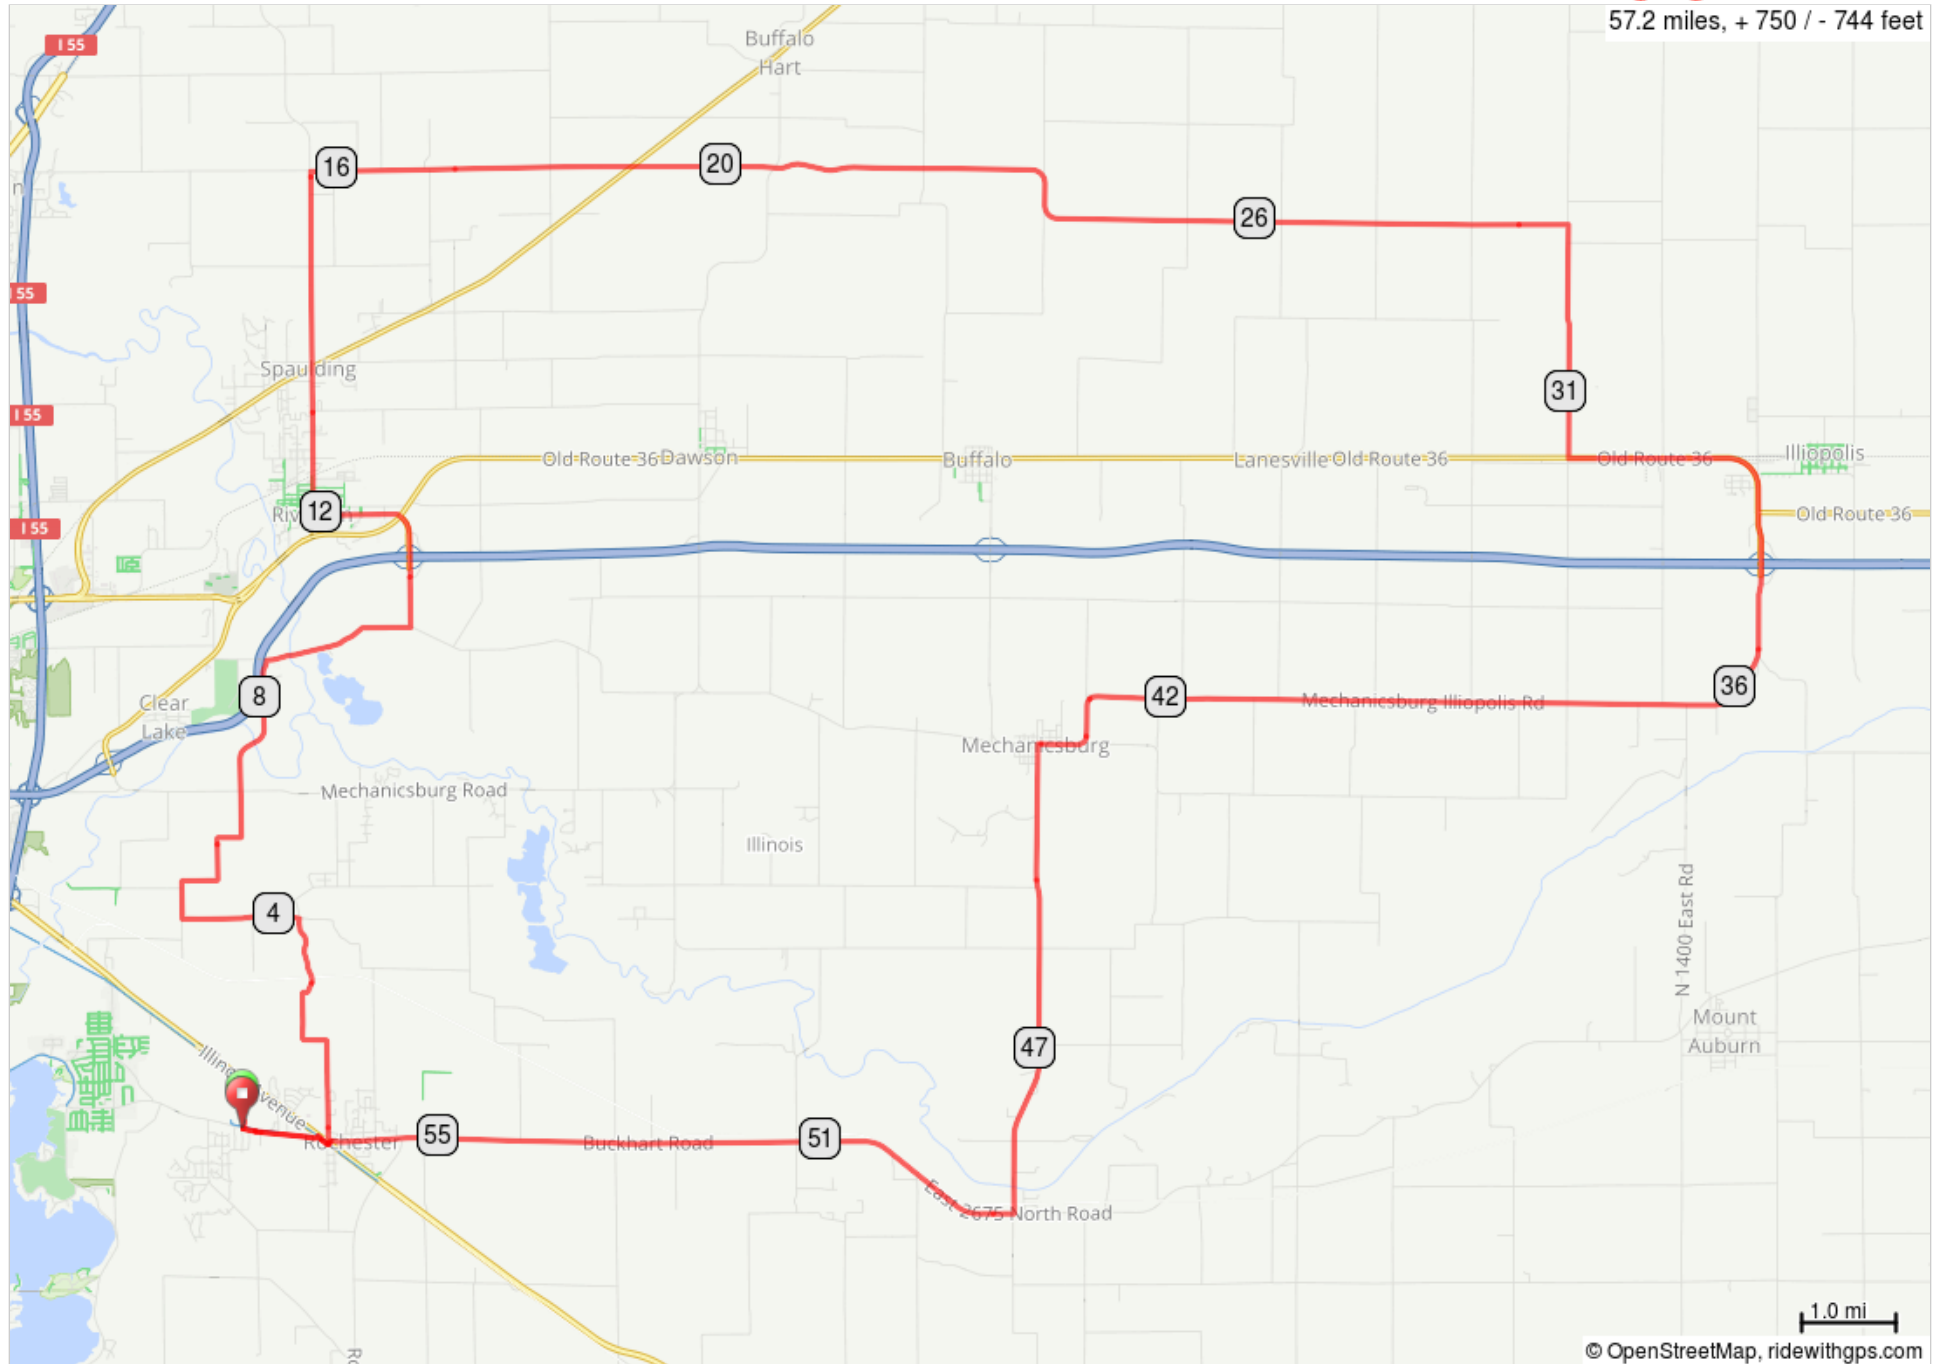 57.2 miles, + 750 / - 744 feet
I 55
Buffalo
Hart
16
20
26
55
Spaulding
31
I 55
Old Route 36
Dawson
Buffalo
Lanesville
Old Route 36
Old Route 36
Illiopolis
12
Old Route 36
I 55
8
Clear
Lake
42
Mechanicsburg Illiopolis Rd
36
Mechanicsburg
Mechanicsburg Road
Illinois
4
N 1400 East Rd
Mount
Auburn
47
Rochester
55
Buckhart Road
51
East 2675 North Road
1.0 mi
© OpenStreetMap, ridewithgps.com